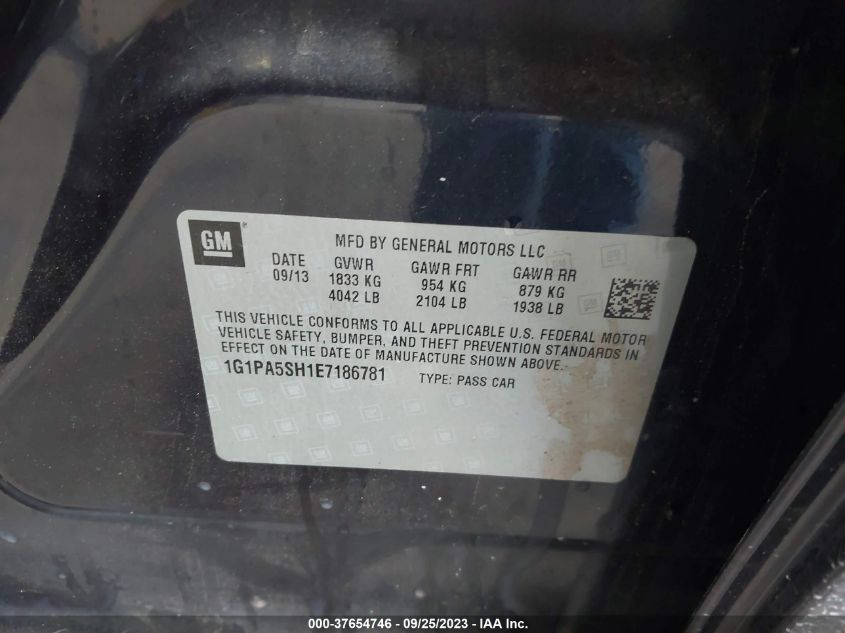 GM
MFD BY GENERAL MOTORS LLC
DATE GVWR GAWR FRT GAWR RR
09/13 1833 KG 954 KG 879 KG
4042 LB 2104 LB 1938 LB
THIS VEHICLE CONFORMS TO ALL APPLICABLE U.S. FEDERAL MOTOR
VEHICLE SAFETY, BUMPER, AND THEFT PREVENTION STANDARDS IN
EFFECT ON THE DATE OF MANUFACTURE SHOWN ABOVE.
1G1PA5SH1E7186781 TYPE: PASS CAR
000-37654746 - 09/25/2023 - IAA Inc.